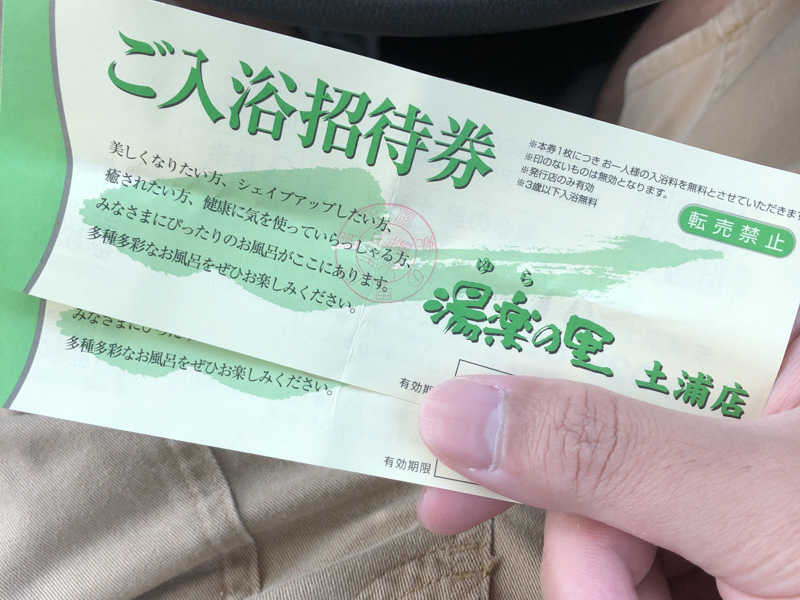 ご入浴招待券
※本券1枚につき お一人様の入浴料を無料とさせていただきます
※印のないものは無効となります。
※発行店のみ有効
※3歳以下入浴無料
転売禁止
美しくなりたい方、シェイプアップしたい方、
癒されたい方、健康に気を使っていらっしゃる方、
みなさまにぴったりのお風呂がここにあります。
多種多彩なお風呂をぜひお楽しみください。
ゆら
湯楽の里 土浦店
有効期
みなさまにぴった
多種多彩なお風呂をぜひお楽しみください。
有効期限